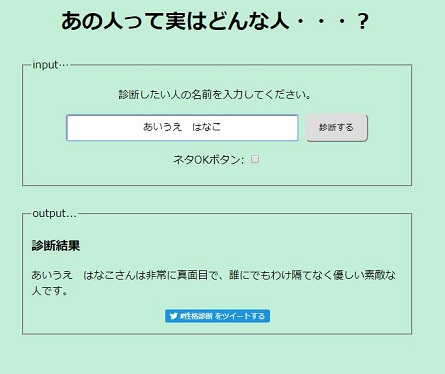 あの人って実はどんな人・・・？
input…
診断したい人の名前を入力してください。
あいうえ　はなこ
診断する
ネタOKボタン:
output…
診断結果
あいうえ　はなこさんは非常に真面目で、誰にでもわけ隔てなく優しい素敵な
人です。
#性格診断 をツイートする